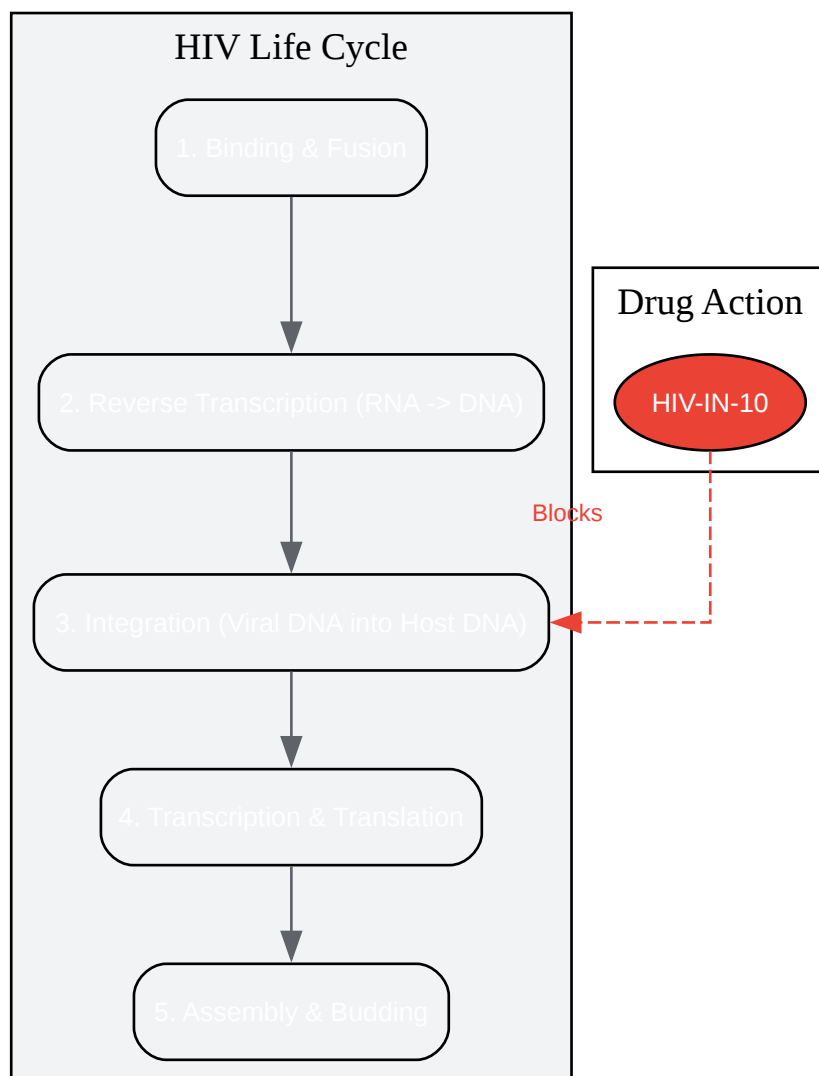 HIV Life Cycle
1. Binding & Fusion
Drug Action
2. Reverse Transcription (RNA -> DNA)
HIV-IN-10
Blocks
3. Integration (Viral DNA into Host DNA)
4. Transcription & Translation
5. Assembly & Budding